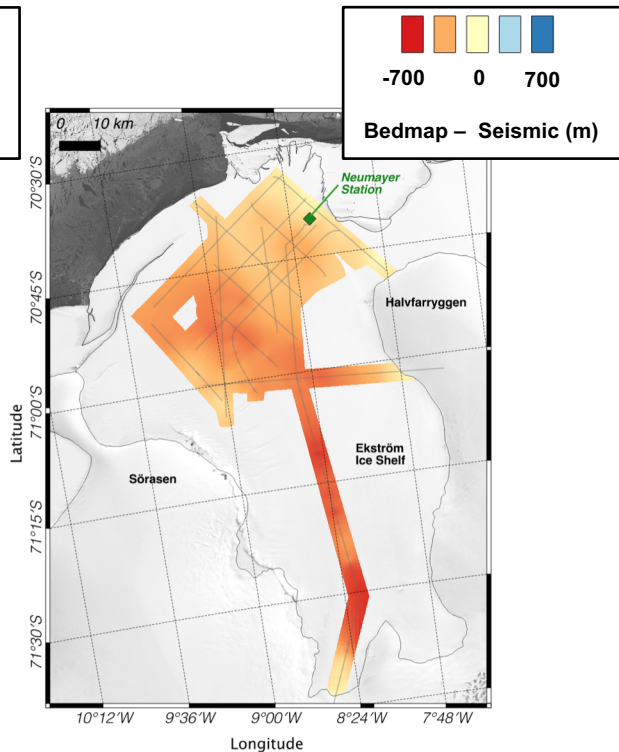 -700 0 700
Bedmap – Seismic (m)
0 10 km
Neumayer
Station
Halvfarryggen
Ekström
Ice Shelf
Sörasen
Latitude
70°30'S
70°45'S
71°00'S
71°15'S
71°30'S
10°12'W 9°36'W 9°00'W 8°24'W 7°48'W
Longitude